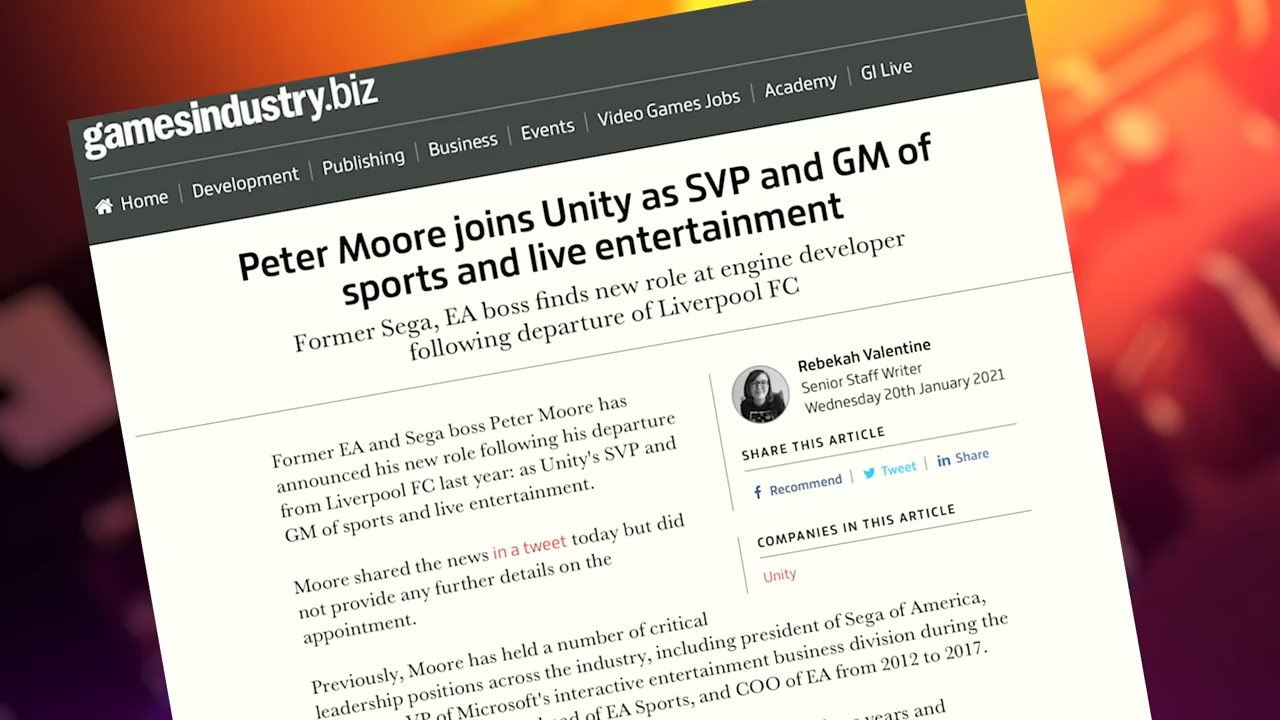 gamesindustry.biz
Home | Development | Publishing | Business | Events | Video Games Jobs | Academy | GI Live
Peter Moore joins Unity as SVP and GM of
sports and live entertainment
Former Sega, EA boss finds new role at engine developer
following departure of Liverpool FC
Rebekah Valentine
Senior Staff Writer
Wednesday 20th January 2021
SHARE THIS ARTICLE
Recommend | Tweet | Share
COMPANIES IN THIS ARTICLE
Unity
Former EA and Sega boss Peter Moore has
announced his new role following his departure
from Liverpool FC last year: as Unity's SVP and
GM of sports and live entertainment.
Moore shared the news in a tweet today but did
not provide any further details on the
appointment.
Previously, Moore has held a number of critical
leadership positions across the industry, including president of Sega of America,
VP of Microsoft's interactive entertainment business division during the
of EA Sports, and COO of EA from 2012 to 2017.
years and